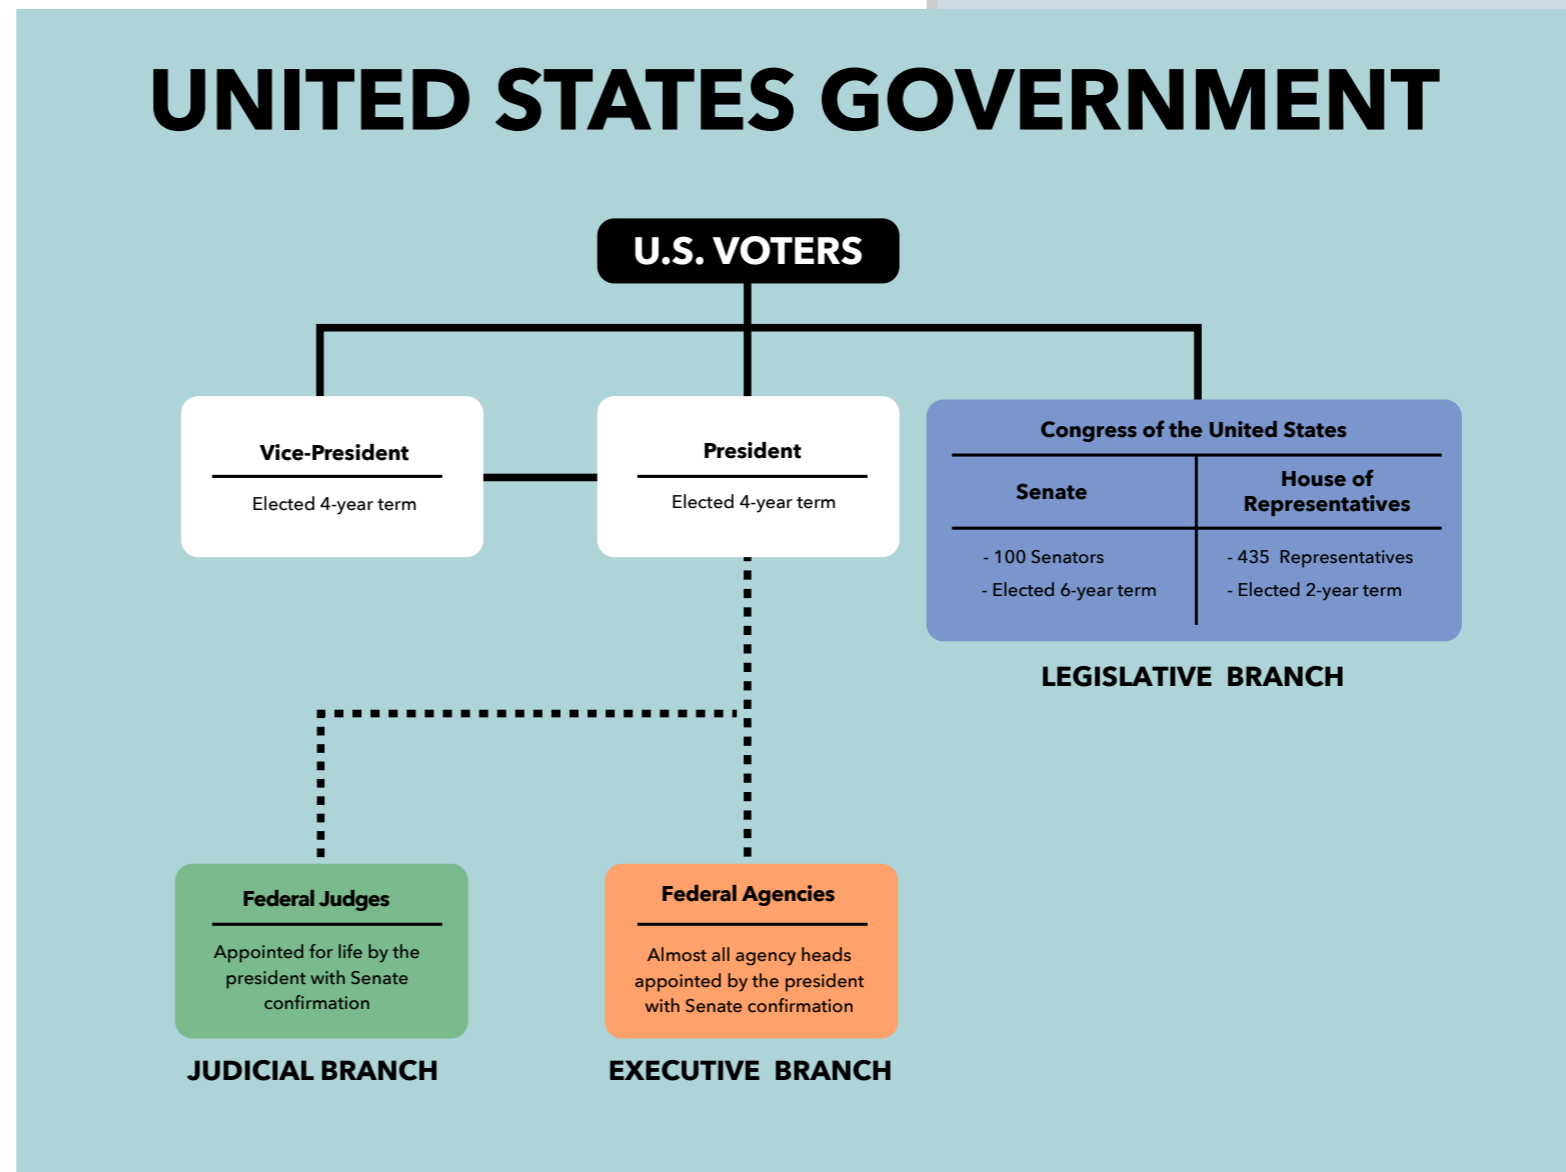 UNITED STATES GOVERNMENT
U.S. VOTERS
Vice-President
Elected 4-year term
President
Elected 4-year term
Congress of the United States
Senate
- 100 Senators
- Elected 6-year term
House of
Representatives
- 435 Representatives
- Elected 2-year term
LEGISLATIVE BRANCH
Federal Judges
Appointed for life by the
president with Senate
confirmation
JUDICIAL BRANCH
Federal Agencies
Almost all agency heads
appointed by the president
with Senate confirmation
EXECUTIVE BRANCH